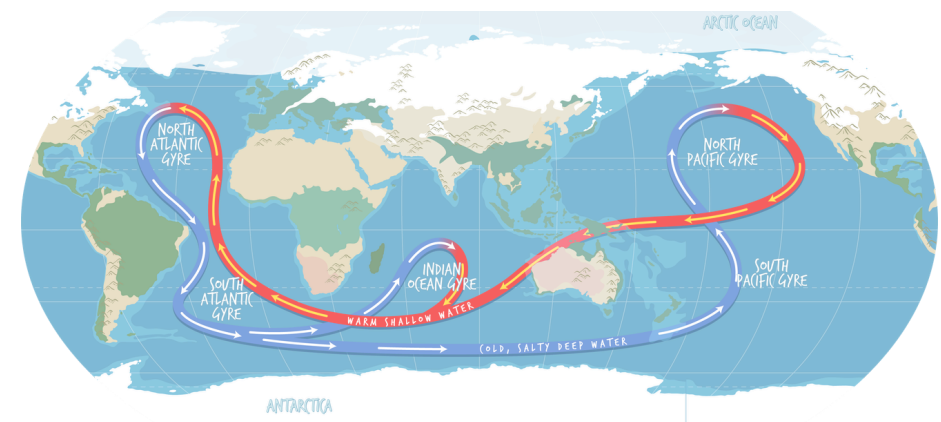 ARCTIC OCEAN
NORTH
ATLANTIC
GYRE
NORTH
PACIFIC GYRE
INDIAN
OCEAN GYRE
SOUTH
PACIFIC GYRE
SOUTH
ATLANTIC
GYRE
WARM SHALLOW WATER
COLD, SALTY DEEP WATER
ANTARCTICA